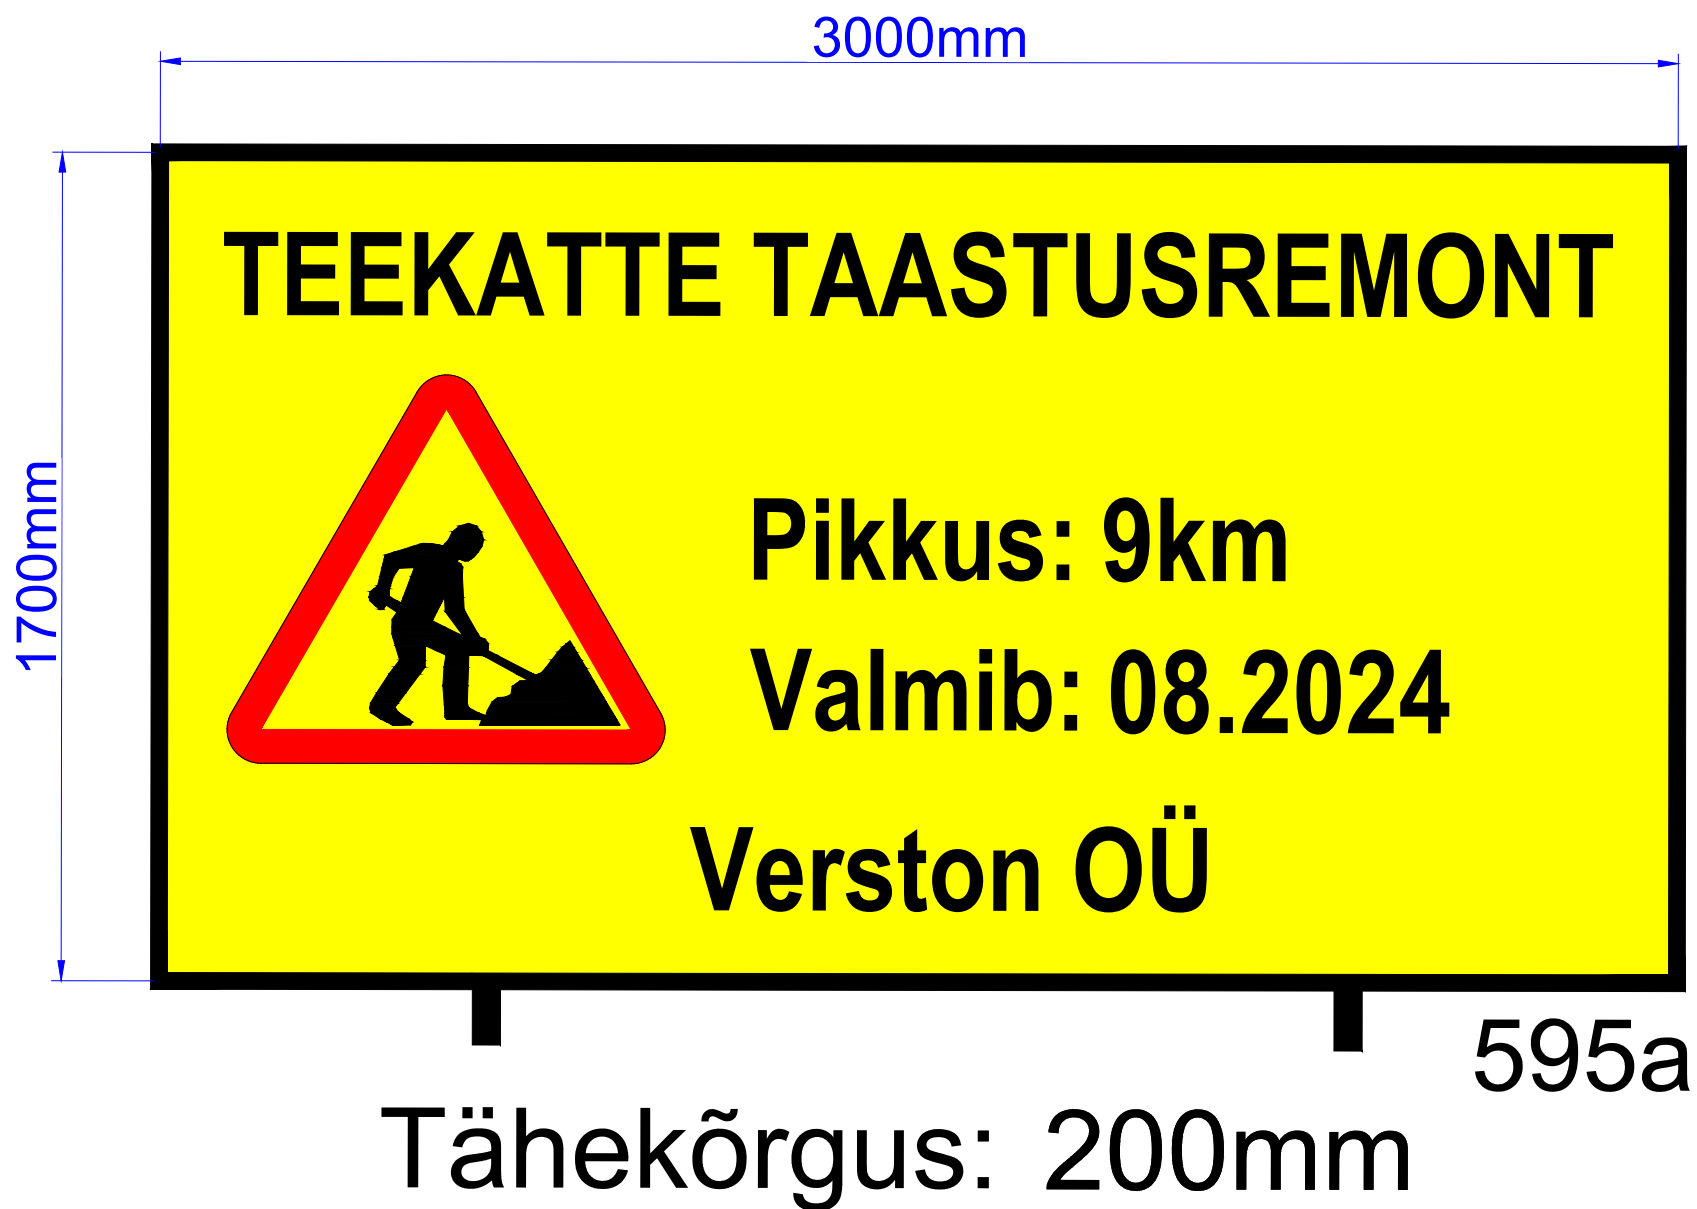 3000mm
1700mm
TEEKATTE TAASTUSREMONT
Pikkus: 9km
Valmib: 08.2024
Verston OÜ
595a
Tähekõrgus: 200mm